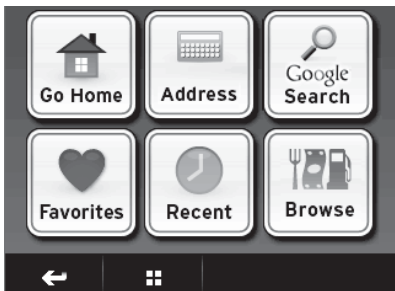 Go Home
Address
Google
Search
Favorites
Recent
Browse